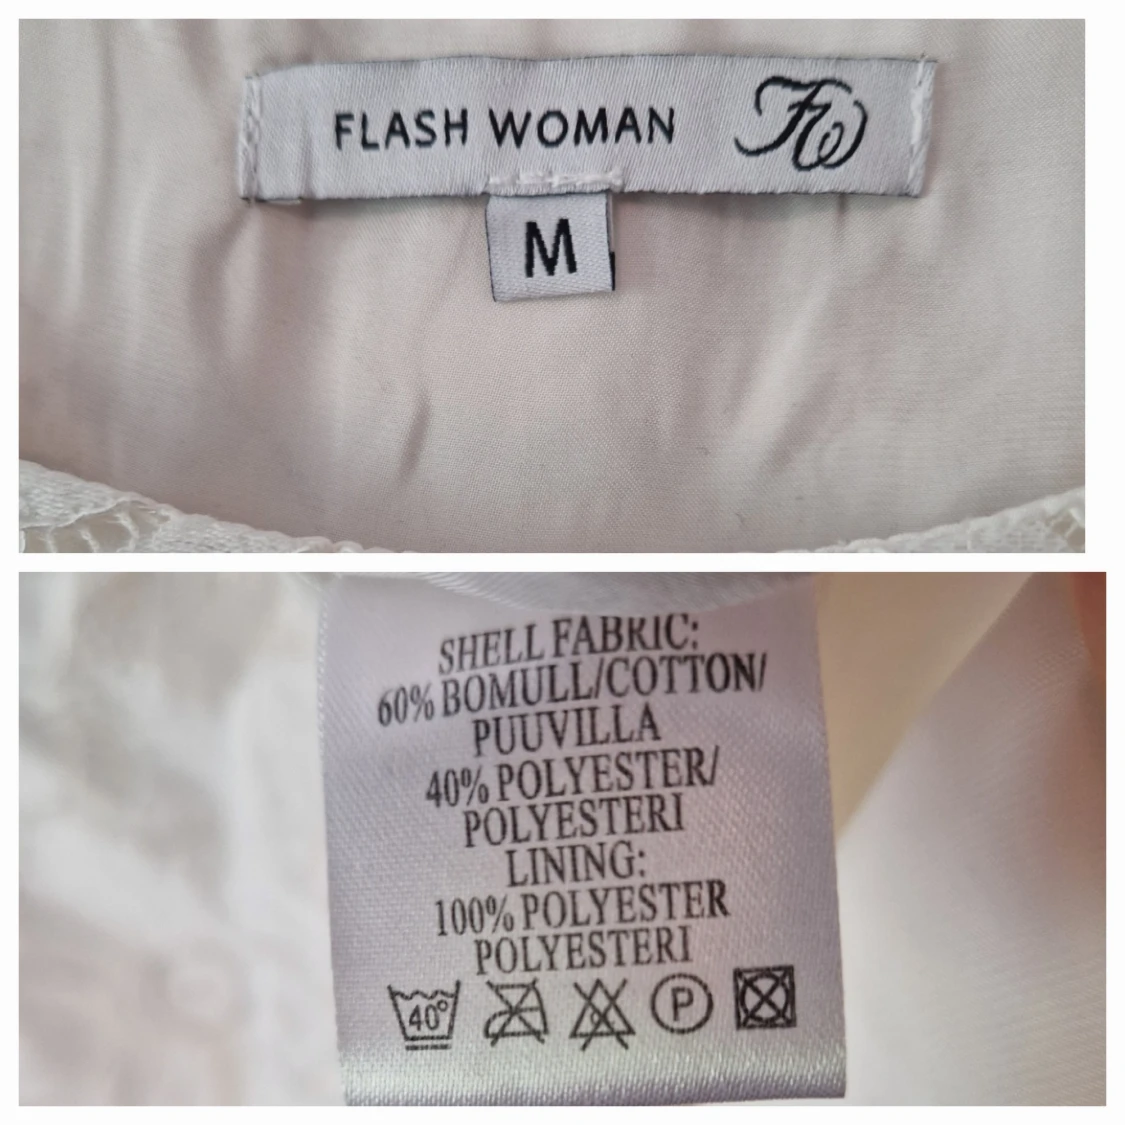 FLASH WOMAN FW
M
SHELL FABRIC:
60% BOMULL/COTTON/
PUUVILLA
40% POLYESTER/
POLYESTERI
LINING:
100% POLYESTER
POLYESTERI
40° P